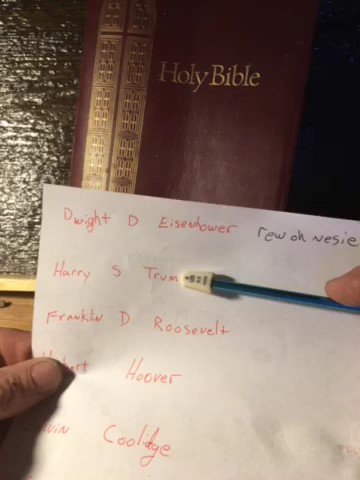 Holy Bible
Dwight D Eisenhower rewoh nesie
Harry S Trum
Franklin D Roosevelt
Hoover
Coolidge